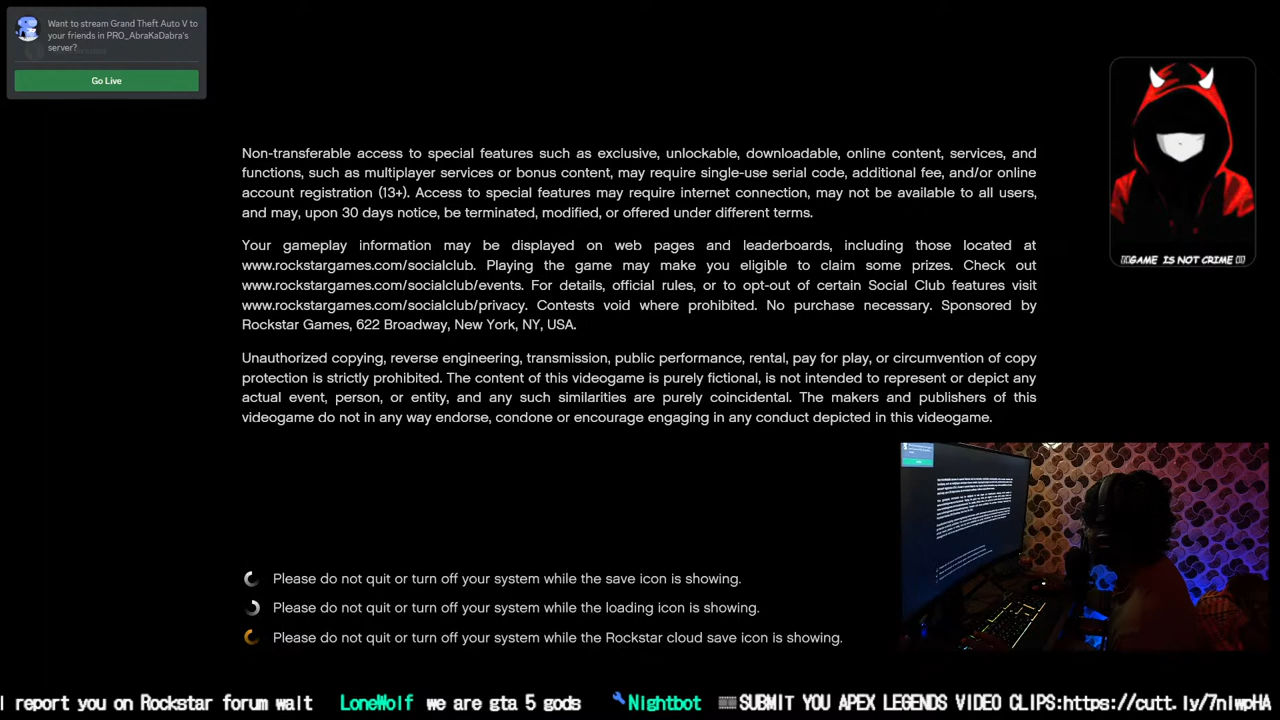 Want to stream Grand Theft Auto V to
your friends in PRO_AbraKaDabra's
server?
Go Live
Non-transferable access to special features such as exclusive, unlockable, downloadable, online content, services, and
functions, such as multiplayer services or bonus content, may require single-use serial code, additional fee, and/or online
account registration (13+). Access to special features may require internet connection, may not be available to all users,
and may, upon 30 days notice, be terminated, modified, or offered under different terms.
Your gameplay information may be displayed on web pages and leaderboards, including those located at
www.rockstargames.com/socialclub. Playing the game may make you eligible to claim some prizes. Check out
www.rockstargames.com/socialclub/events. For details, official rules, or to opt-out of certain Social Club features visit
www.rockstargames.com/socialclub/privacy. Contests void where prohibited. No purchase necessary. Sponsored by
Rockstar Games, 622 Broadway, New York, NY, USA.
Unauthorized copying, reverse engineering, transmission, public performance, rental, pay for play, or circumvention of copy
protection is strictly prohibited. The content of this videogame is purely fictional, is not intended to represent or depict any
actual event, person, or entity, and any such similarities are purely coincidental. The makers and publishers of this
videogame do not in any way endorse, condone or encourage engaging in any conduct depicted in this videogame.
GAME IS NOT CRIME
Please do not quit or turn off your system while the save icon is showing.
Please do not quit or turn off your system while the loading icon is showing.
Please do not quit or turn off your system while the Rockstar cloud save icon is showing.
I report you on Rockstar forum wait LoneWolf we are gta 5 gods Nightbot SUBMIT YOU APEX LEGENDS VIDEO CLIPS:https://cutt.ly/7nIwpHA